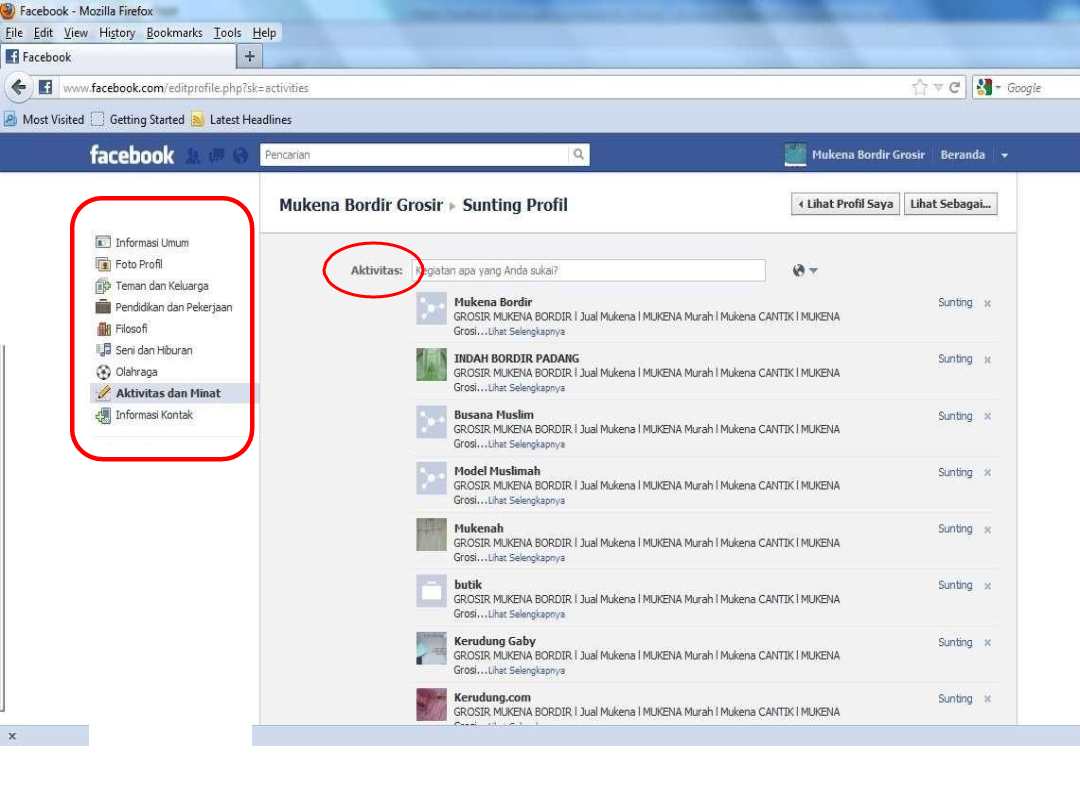 Facebook - Mozilla Firefox
File Edit View History Bookmarks Tools Help
Facebook +
www.facebook.com/editprofile.php?sk=activities Google
Most Visited Getting Started Latest Headlines
facebook Pencarian Mukena Bordir Grosir Beranda
Mukena Bordir Grosir Sunting Profil Lihat Profil Saya Lihat Sebagai...
Informasi Umum
Foto Profil
Teman dan Keluarga
Pendidikan dan Pekerjaan
Filosofi
Seni dan Hiburan
Olahraga
Aktivitas dan Minat
Informasi Kontak
Aktivitas: Kegiatan apa yang Anda sukai?
Mukena Bordir Sunting x
GROSIR MUKENA BORDIR | Jual Mukena | MUKENA Murah | Mukena CANTIK | MUKENA
Grosi...Lihat Selengkapnya
INDAH BORDIR PADANG Sunting x
GROSIR MUKENA BORDIR | Jual Mukena | MUKENA Murah | Mukena CANTIK | MUKENA
Grosi...Lihat Selengkapnya
Busana Muslim Sunting x
GROSIR MUKENA BORDIR | Jual Mukena | MUKENA Murah | Mukena CANTIK | MUKENA
Grosi...Lihat Selengkapnya
Model Muslimah Sunting x
GROSIR MUKENA BORDIR | Jual Mukena | MUKENA Murah | Mukena CANTIK | MUKENA
Grosi...Lihat Selengkapnya
Mukenah Sunting x
GROSIR MUKENA BORDIR | Jual Mukena | MUKENA Murah | Mukena CANTIK | MUKENA
Grosi...Lihat Selengkapnya
butik Sunting x
GROSIR MUKENA BORDIR | Jual Mukena | MUKENA Murah | Mukena CANTIK | MUKENA
Grosi...Lihat Selengkapnya
Kerudung Gaby Sunting x
GROSIR MUKENA BORDIR | Jual Mukena | MUKENA Murah | Mukena CANTIK | MUKENA
Grosi...Lihat Selengkapnya
Kerudung.com Sunting x
GROSIR MUKENA BORDIR | Jual Mukena | MUKENA Murah | Mukena CANTIK | MUKENA
x